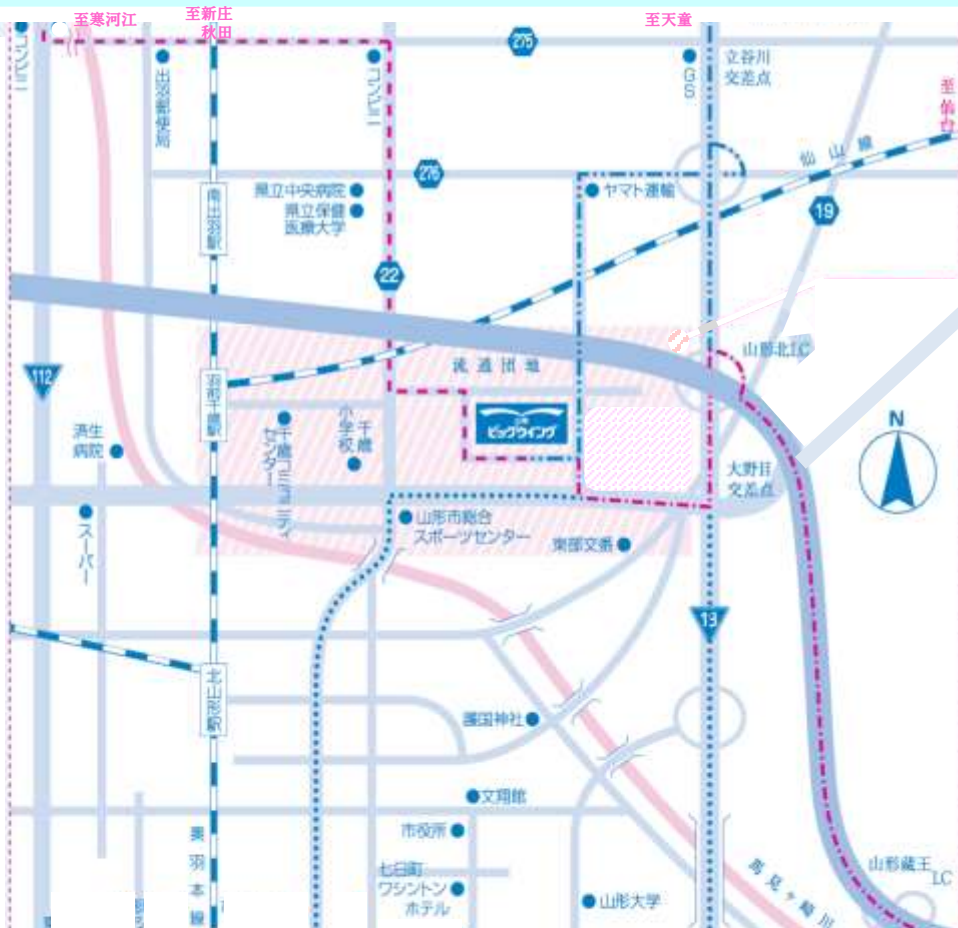 至寒河江
至新庄
秋田
至天童
コンビニ
275
出羽郵便局
コンビニ
GS
立谷川
交差点
至仙台
仙山線
276
県立中央病院
県立保健
医療大学
ヤマト運輸
19
南出羽駅
22
山形北I.C
112
流通団地
羽前千歳駅
ビッグウイング
千歳
小学校
千歳コミュニティ
センター
済生
病院
N
大野目
交差点
スーパー
山形市総合
スポーツセンター
東部交番
13
北山形駅
護国神社
文翔館
市役所
奥羽本線
七日町
ワシントン
ホテル
山形大学
馬見ヶ崎川
山形蔵王
I.C